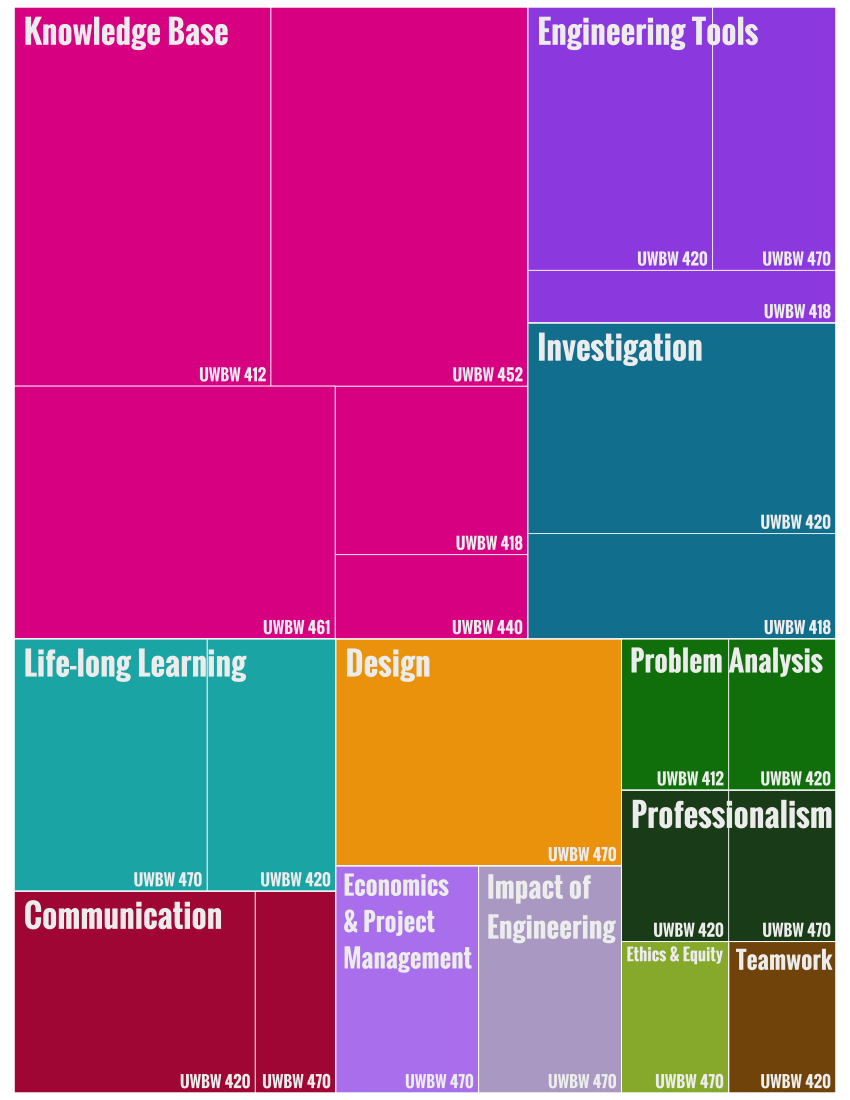 Knowledge Base
UWBW 412
UWBW 452
UWBW 461
UWBW 418
UWBW 440
Engineering Tools
UWBW 420
UWBW 470
UWBW 418
Investigation
UWBW 420
UWBW 418
Life-long Learning
UWBW 470
UWBW 420
Communication
UWBW 420
UWBW 470
Design
UWBW 470
Economics
& Project
Management
UWBW 470
Impact of
Engineering
UWBW 470
Problem Analysis
UWBW 412
UWBW 420
Professionalism
UWBW 420
UWBW 470
Ethics & Equity
UWBW 470
Teamwork
UWBW 420